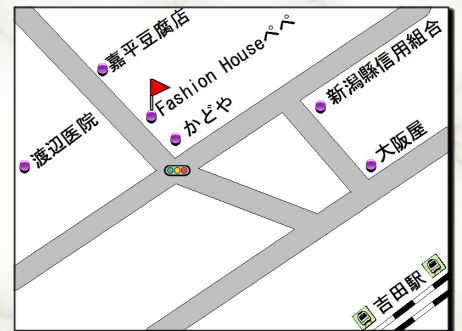 嘉平豆腐店
Fashion Houseぺぺ
かどや
新潟縣信用組合
渡辺医院
大阪屋
吉田駅